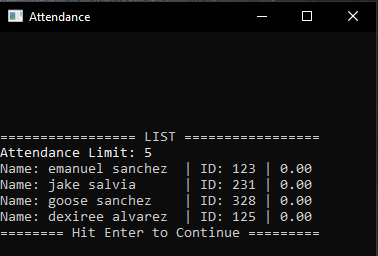 Attendance
================= LIST =================
Attendance Limit: 5
Name: emanuel sanchez  | ID: 123 | 0.00
Name: jake salvia      | ID: 231 | 0.00
Name: goose sanchez    | ID: 328 | 0.00
Name: dexiree alvarez  | ID: 125 | 0.00
======== Hit Enter to Continue =========